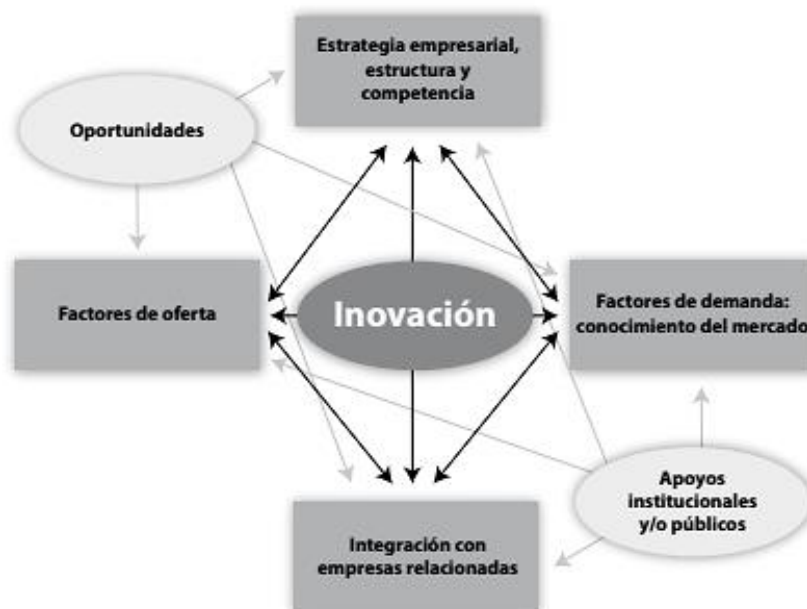 Estrategia empresarial,
estructura y
competencia
Oportunidades
Factores de oferta
Inovación
Factores de demanda:
conocimiento del mercado
Apoyos
institucionales
y/o públicos
Integración con
empresas relacionadas